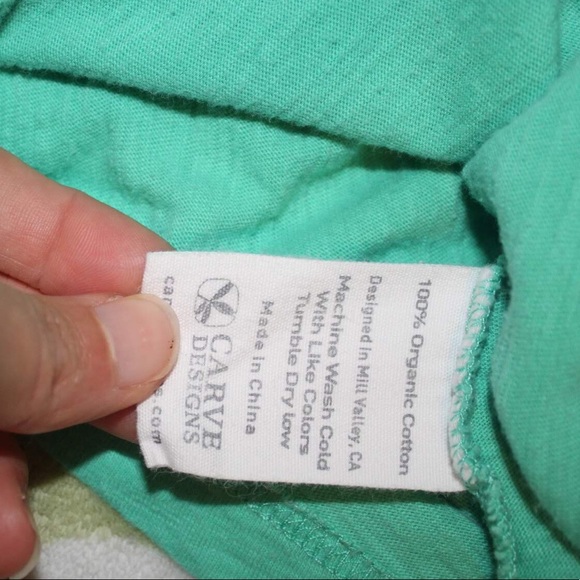 100% Organic Cotton
Designed in Mill Valley, CA
Machine Wash Cold
With Like Colors
Tumble Dry Low
Made in China
CARVE
DESIGNS